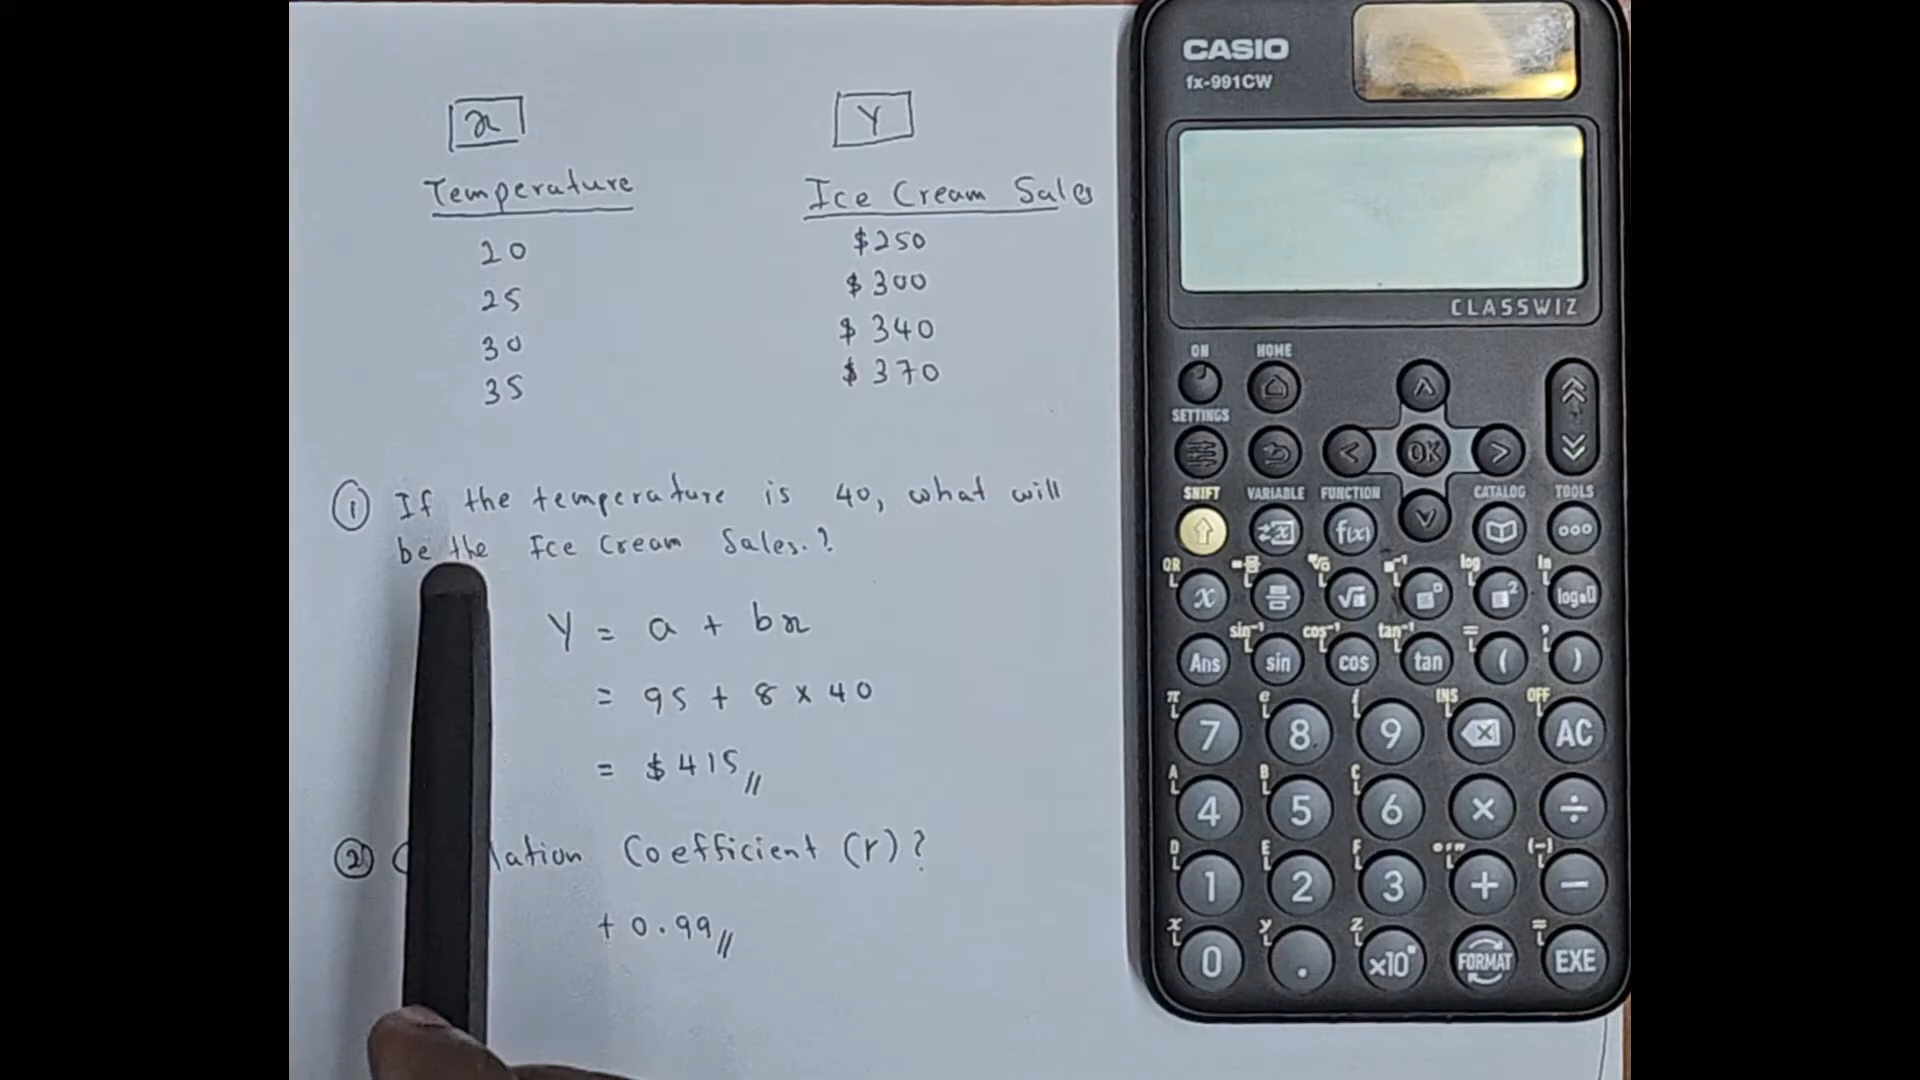 x
Y
Temperature
Ice Cream Sales
20
$250
25
$300
30
$340
35
$370
① If the temperature is 40, what will
be the Ice Cream Sales.?
Y = a + bx
= 95 + 8 × 40
= $415
② lation Coefficient (r)?
+ 0.99
CASIO
fx-991CW
CLASSWIZ
ON HOME
SETTINGS
OK
SHIFT VARIABLE FUNCTION CATALOG TOOLS
x f(x)
QR log ln
x
sin⁻¹ cos⁻¹ tan⁻¹ = ,
Ans sin cos tan ( )
π e i INS OFF
7 8 9 AC
A B C
4 5 6 × ÷
D E F (−)
1 2 3 + −
x y z =
0 . ×10 FORMAT EXE